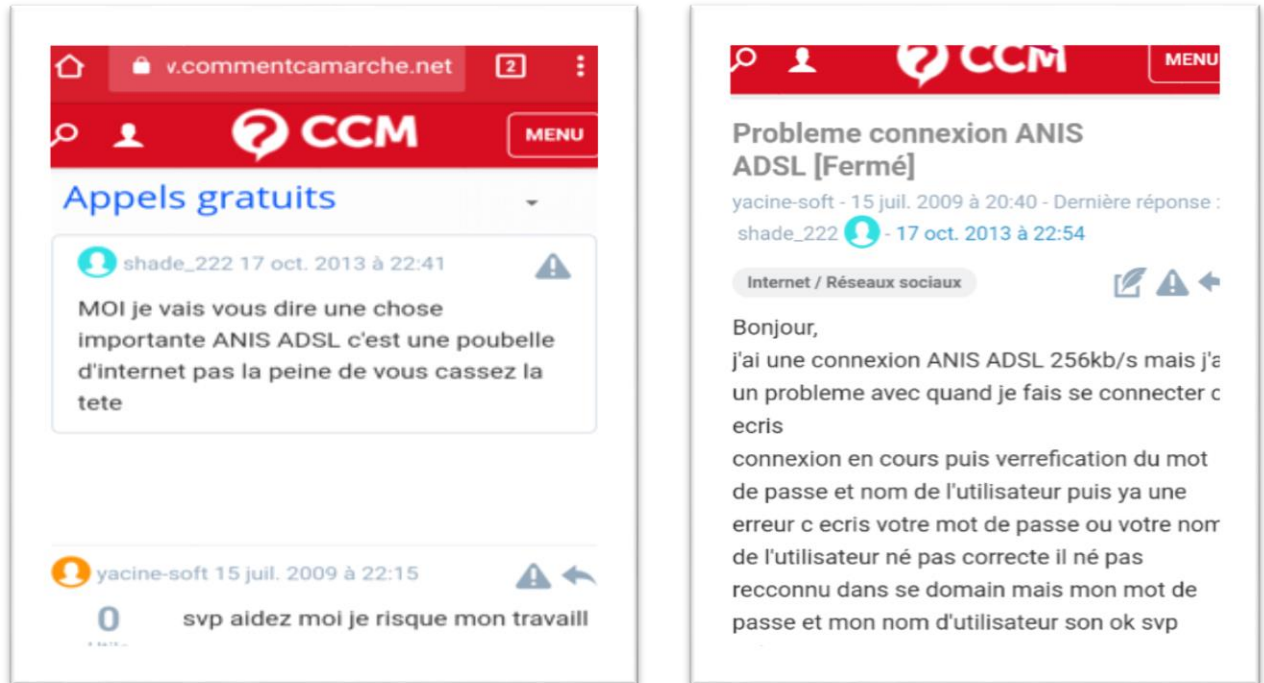 v.commentcamarche.net
2
CCM
MENU
Appels gratuits
shade_222 17 oct. 2013 à 22:41
MOI je vais vous dire une chose
importante ANIS ADSL c'est une poubelle
d'internet pas la peine de vous cassez la
tete
yacine-soft 15 juil. 2009 à 22:15
0
svp aidez moi je risque mon travaill
CCM
MENU
Probleme connexion ANIS
ADSL [Fermé]
yacine-soft - 15 juil. 2009 à 20:40 - Dernière réponse :
shade_222 - 17 oct. 2013 à 22:54
Internet / Réseaux sociaux
Bonjour,
j'ai une connexion ANIS ADSL 256kb/s mais j'a
un probleme avec quand je fais se connecter c
ecris
connexion en cours puis verrefication du mot
de passe et nom de l'utilisateur puis ya une
erreur c ecris votre mot de passe ou votre nom
de l'utilisateur né pas correcte il né pas
recconnu dans se domain mais mon mot de
passe et mon nom d'utilisateur son ok svp